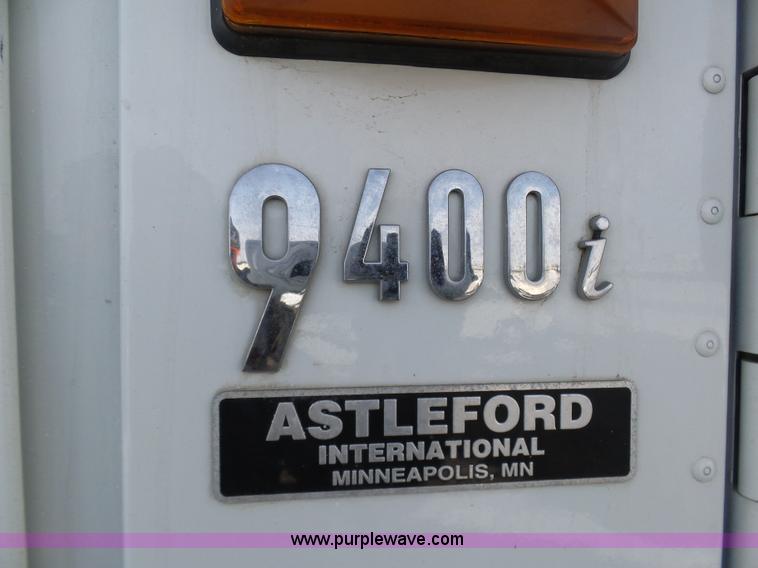 9400i
ASTLEFORD
INTERNATIONAL
MINNEAPOLIS, MN
www.purplewave.com